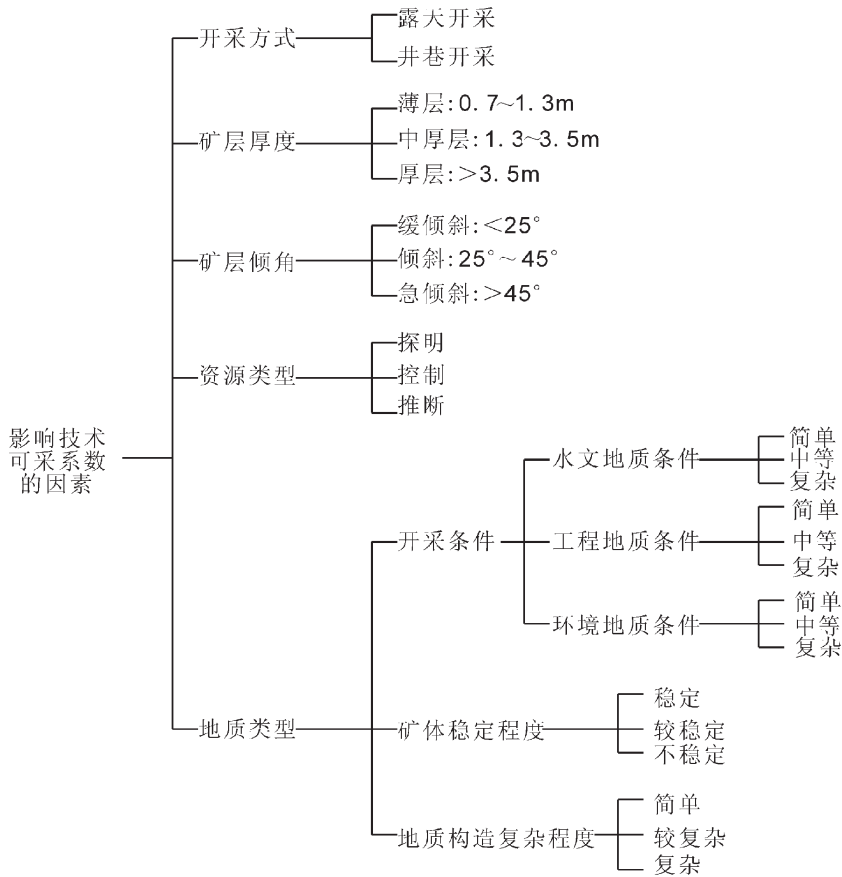 影响技术
可采系数
的因素
开采方式
露天开采
井巷开采
矿层厚度
薄层:0.7~1.3m
中厚层:1.3~3.5m
厚层:>3.5m
矿层倾角
缓倾斜:<25°
倾斜:25°~45°
急倾斜:>45°
资源类型
探明
控制
推断
地质类型
开采条件
水文地质条件
简单
中等
复杂
工程地质条件
简单
中等
复杂
环境地质条件
简单
中等
复杂
矿体稳定程度
稳定
较稳定
不稳定
地质构造复杂程度
简单
较复杂
复杂